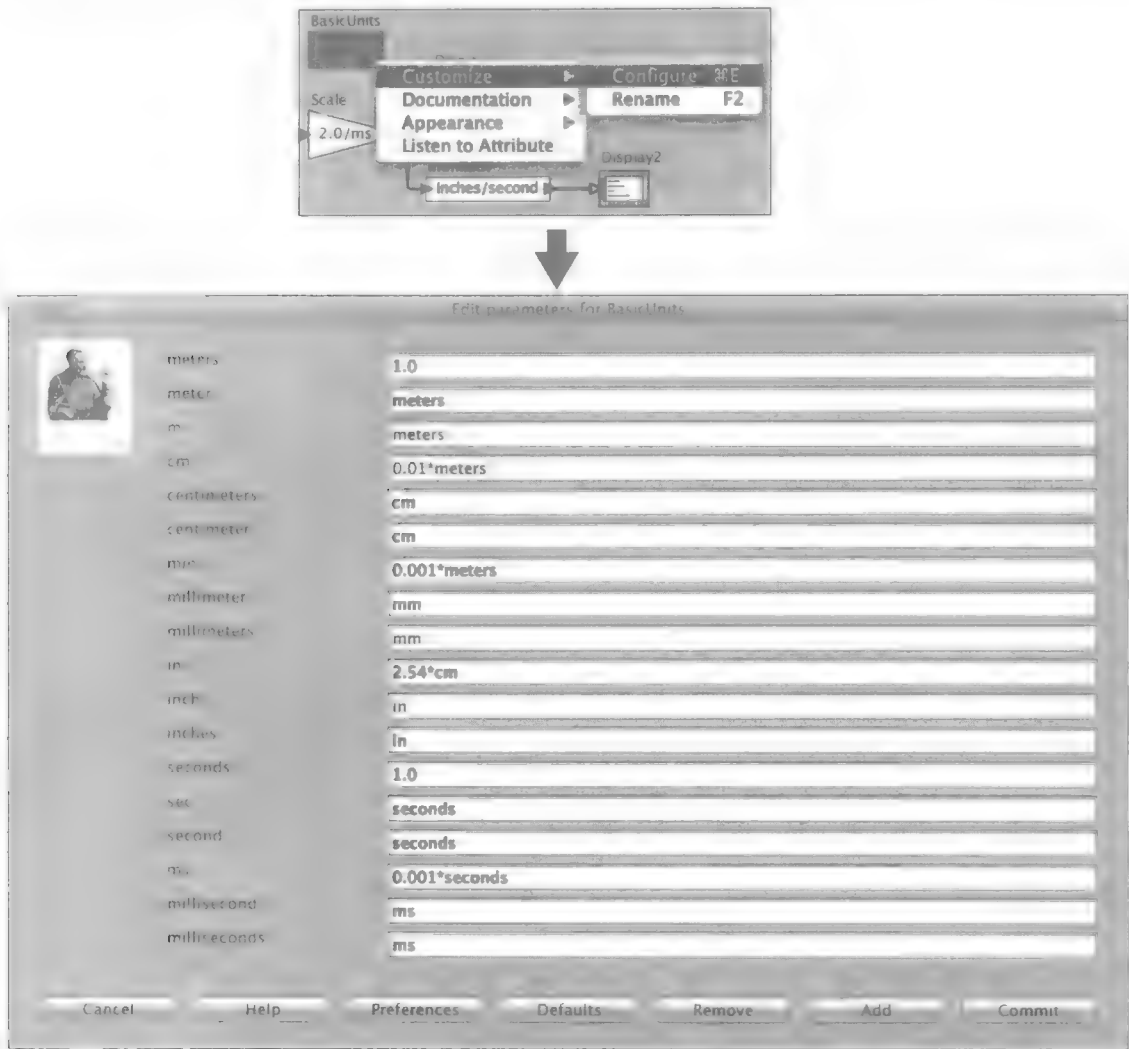 BasicUnits
Customize Configure ⌘E
Documentation Rename F2
Appearance
Listen to Attribute
Scale
2.0/ms
Display2
inches/second
Edit parameters for BasicUnits
meters 1.0
meter meters
m meters
cm 0.01*meters
centimeters cm
centimeter cm
mm 0.001*meters
millimeter mm
millimeters mm
in 2.54*cm
inch in
inches in
seconds 1.0
sec seconds
second seconds
ms 0.001*seconds
millisecond ms
milliseconds ms
Cancel Help Preferences Defaults Remove Add Commit